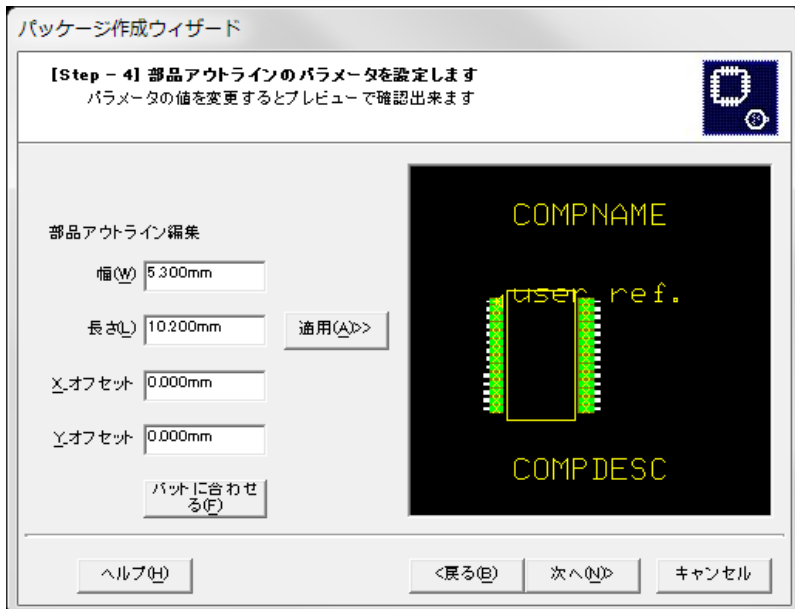 パッケージ作成ウィザード
[Step - 4] 部品アウトラインのパラメータを設定します
パラメータの値を変更するとプレビューで確認出来ます
部品アウトライン編集
幅(W) 5.300mm
長さ(L) 10.200mm
適用(A)>>
X_オフセット 0.000mm
Y_オフセット 0.000mm
パットに合わせ
る(F)
COMPNAME
user ref.
COMPDESC
ヘルプ(H)
<戻る(B)
次へ(N)>
キャンセル